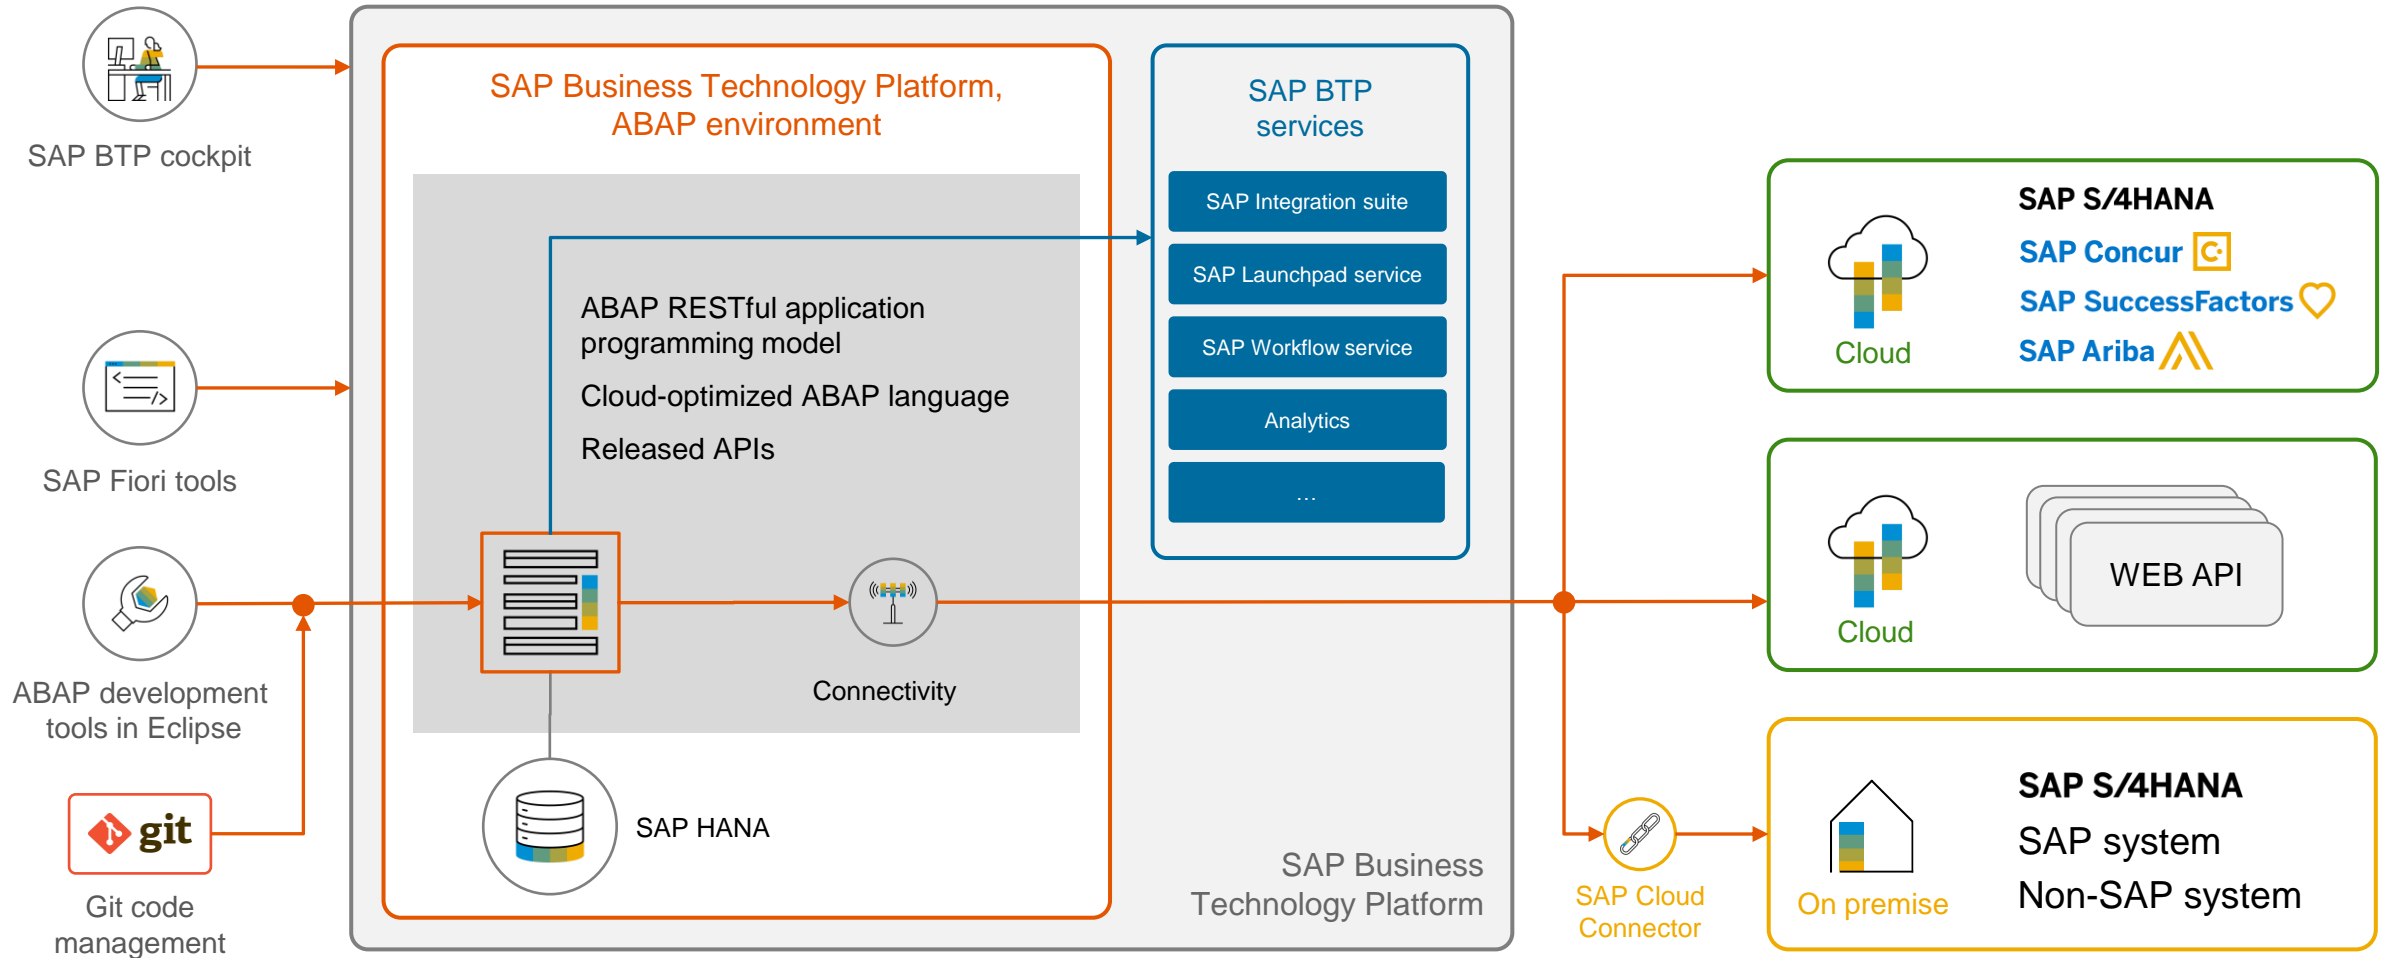 SAP BTP cockpit
SAP Fiori tools
ABAP development
tools in Eclipse
git
Git code
management
SAP Business Technology Platform,
ABAP environment
ABAP RESTful application
programming model
Cloud-optimized ABAP language
Released APIs
Connectivity
SAP HANA
SAP BTP
services
SAP Integration suite
SAP Launchpad service
SAP Workflow service
Analytics
...
SAP Business
Technology Platform
SAP Cloud
Connector
Cloud
SAP S/4HANA
SAP Concur C.
SAP SuccessFactors
SAP Ariba
Cloud
WEB API
On premise
SAP S/4HANA
SAP system
Non-SAP system